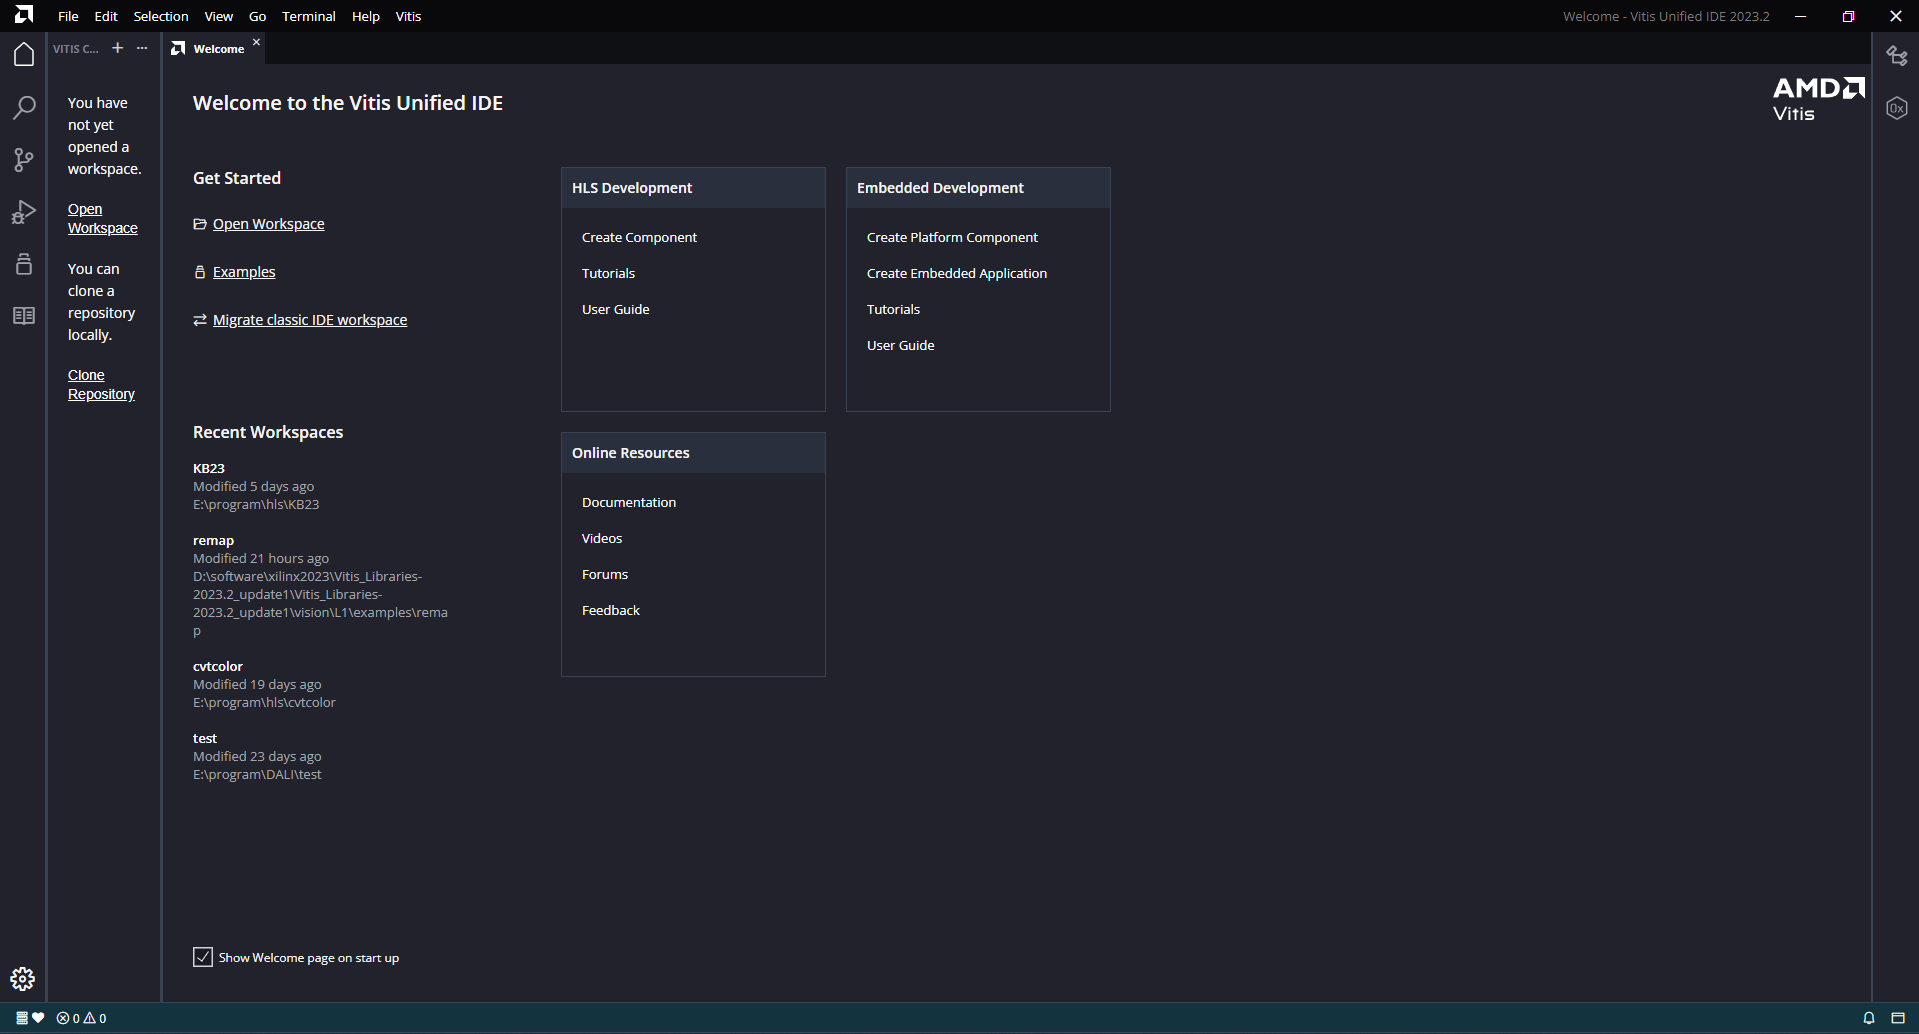 File Edit Selection View Go Terminal Help Vitis
Welcome - Vitis Unified IDE 2023.2
VITIS C...
Welcome
You have
not yet
opened a
workspace.
Open
Workspace
You can
clone a
repository
locally.
Clone
Repository
Welcome to the Vitis Unified IDE
AMD
Vitis
0x
Get Started
Open Workspace
Examples
Migrate classic IDE workspace
HLS Development
Create Component
Tutorials
User Guide
Embedded Development
Create Platform Component
Create Embedded Application
Tutorials
User Guide
Recent Workspaces
KB23
Modified 5 days ago
E:\program\hls\KB23
remap
Modified 21 hours ago
D:\software\xilinx2023\Vitis_Libraries-
2023.2_update1\Vitis_Libraries-
2023.2_update1\vision\L1\examples\rema
p
cvtcolor
Modified 19 days ago
E:\program\hls\cvtcolor
test
Modified 23 days ago
E:\program\DALI\test
Online Resources
Documentation
Videos
Forums
Feedback
Show Welcome page on start up
0 0